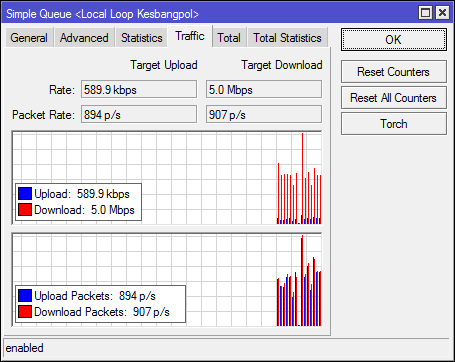 Simple Queue <Local Loop Kesbangpol>
General Advanced Statistics Traffic Total Total Statistics
Target Upload Target Download
Rate: 589.9 kbps 5.0 Mbps
Packet Rate: 894 p/s 907 p/s
Upload: 589.9 kbps
Download: 5.0 Mbps
Upload Packets: 894 p/s
Download Packets: 907 p/s
OK
Reset Counters
Reset All Counters
Torch
enabled